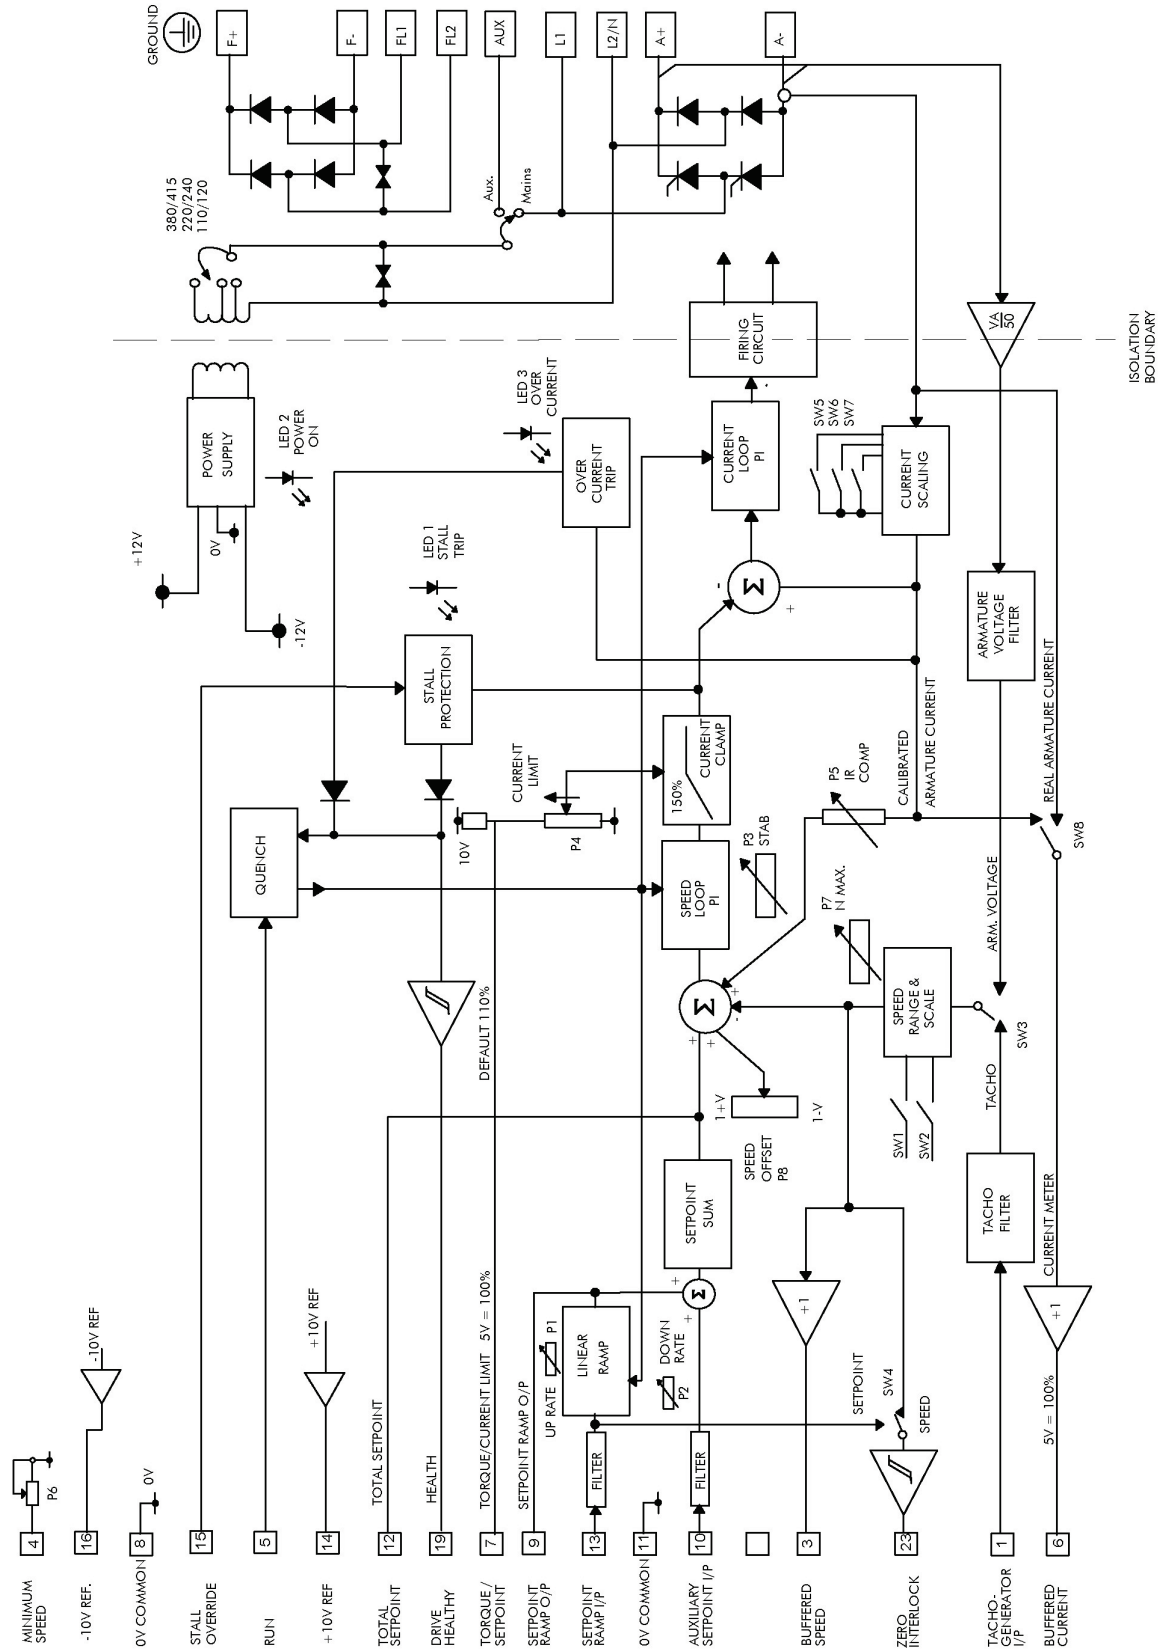 GROUND
F+
F-
FL1
FL2
AUX
L1
L2/N
A+
A-
380/415
220/240
110/120
Aux.
Mains
ISOLATION
BOUNDARY
POWER
SUPPLY
LED 2
POWER
ON
+12V
0V
-12V
LED 3
OVER
CURRENT
OVER
CURRENT
TRIP
LED 1
STALL
TRIP
STALL
PROTECTION
FIRING
CIRCUIT
CURRENT
LOOP
PI
-
Σ
-
+
SW5
SW6
SW7
CURRENT
SCALING
VA
50
ARMATURE
VOLTAGE
FILTER
REAL ARMATURE CURRENT
CALIBRATED
ARMATURE CURRENT
QUENCH
CURRENT
LIMIT
10V
P4
150%
CURRENT
CLAMP
SPEED
LOOP
PI
P3
STAB
P5
IR
COMP
P7
N MAX.
SW8
ARM. VOLTAGE
DEFAULT 110%
Σ
+
-
+
+
SPEED
RANGE &
SCALE
SW3
TACHO
SW1
SW2
1+V
1-V
SPEED
OFFSET
P8
SETPOINT
SUM
TACHO
FILTER
CURRENT METER
+1
+1
Σ
+
+
LINEAR
RAMP
UP RATE
P1
DOWN
RATE
P2
SETPOINT
SW4
SPEED
FILTER
FILTER
5V = 100%
P6
-10V REF
0V
+10V REF
TOTAL SETPOINT
HEALTH
TORQUE/CURRENT LIMIT 5V = 100%
SETPOINT RAMP O/P
4
MINIMUM
SPEED
16
-10V REF.
8
0V COMMON
15
STALL
OVERRIDE
5
RUN
14
+10V REF
12
TOTAL
SETPOINT
19
DRIVE
HEALTHY
7
TORQUE /
SETPOINT
9
SETPOINT
RAMP O/P
13
SETPOINT
RAMP I/P
11
0V COMMON
10
AUXILIARY
SETPOINT I/P
3
BUFFERED
SPEED
23
ZERO
INTERLOCK
1
TACHO-
GENERATOR
I/P
6
BUFFERED
CURRENT